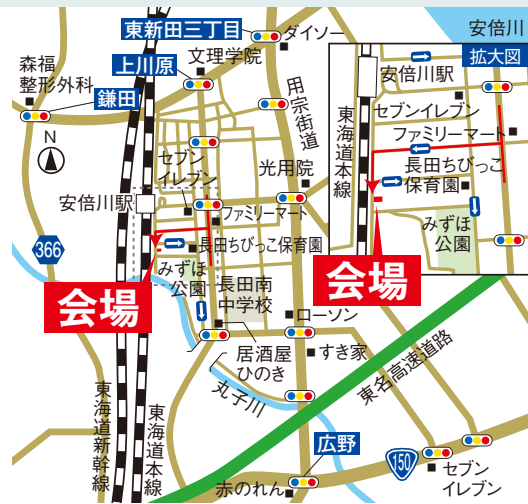 東新田三丁目
ダイソー
安倍川
拡大図
森福
整形外科
上川原
文理学院
鎌田
用宗街道
安倍川駅
セブンイレブン
ファミリーマート
東海道本線
長田ちびっこ
保育園
みずほ
公園
会場
N
セブン
イレブン
光用院
安倍川駅
ファミリーマート
366
長田ちびっこ保育園
みずほ
公園
会場
長田南
中学校
ローソン
居酒屋
ひのき
すき家
東名高速道路
丸子川
東海道新幹線
東海道本線
広野
150
赤のれん
セブン
イレブン